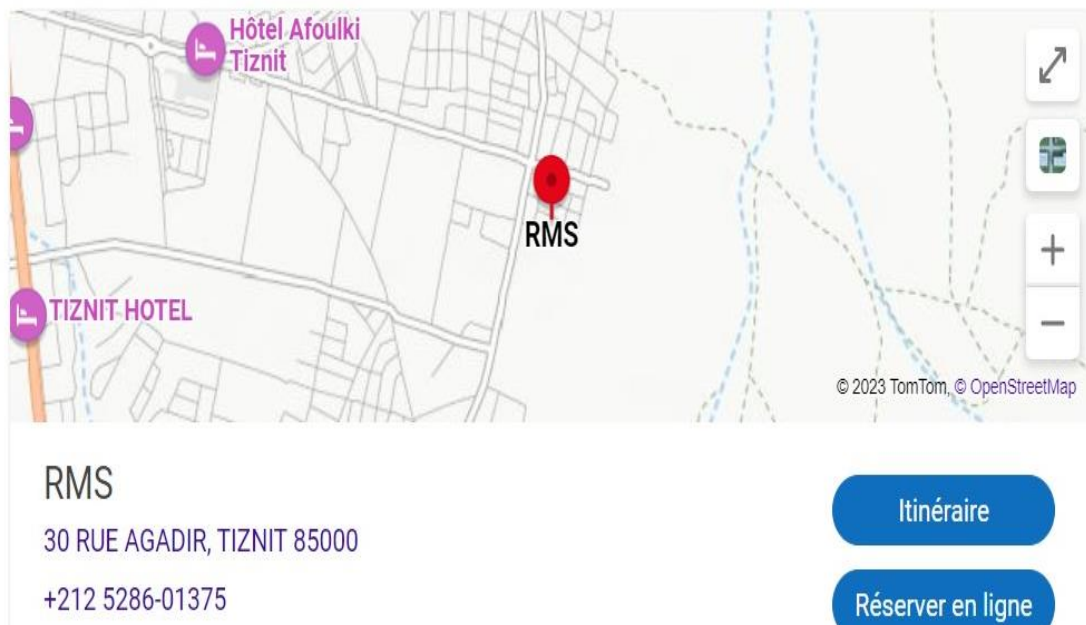 Hôtel Afoulki
Tiznit
RMS
TIZNIT HOTEL
© 2023 TomTom, © OpenStreetMap
RMS
30 RUE AGADIR, TIZNIT 85000
+212 5286-01375
Itinéraire
Réserver en ligne